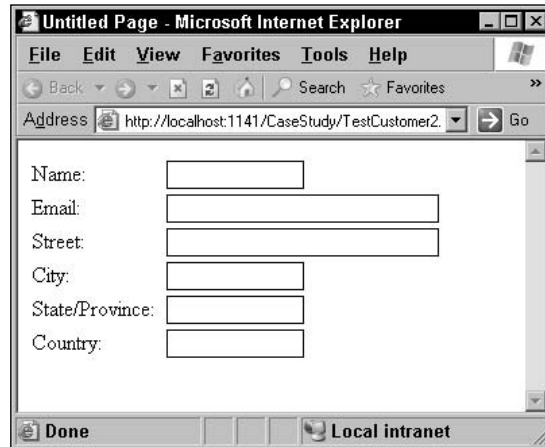 Untitled Page - Microsoft Internet Explorer
File Edit View Favorites Tools Help
Back Search Favorites »
Address http://localhost:1141/CaseStudy/TestCustomer2. Go
Name:
Email:
Street:
City:
State/Province:
Country:
Done Local intranet